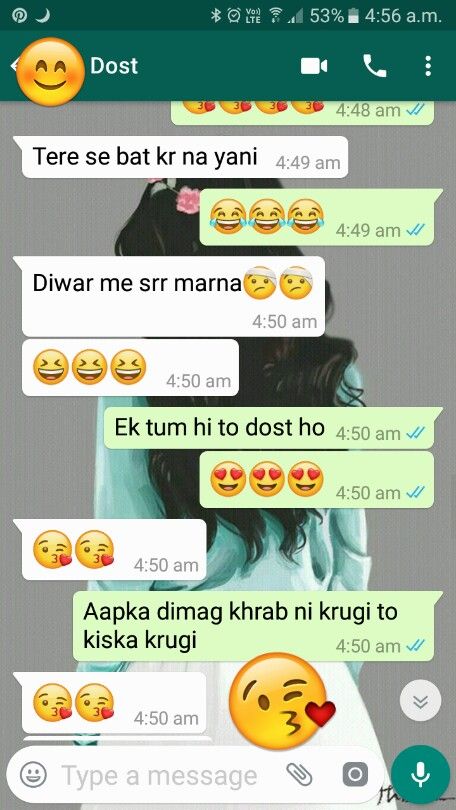 Vo))
LTE
53% 4:56 a.m.
Dost
4:48 am
Tere se bat kr na yani 4:49 am
4:49 am
Diwar me srr marna
4:50 am
4:50 am
Ek tum hi to dost ho 4:50 am
4:50 am
4:50 am
Aapka dimag khrab ni krugi to
kiska krugi 4:50 am
4:50 am
Type a message